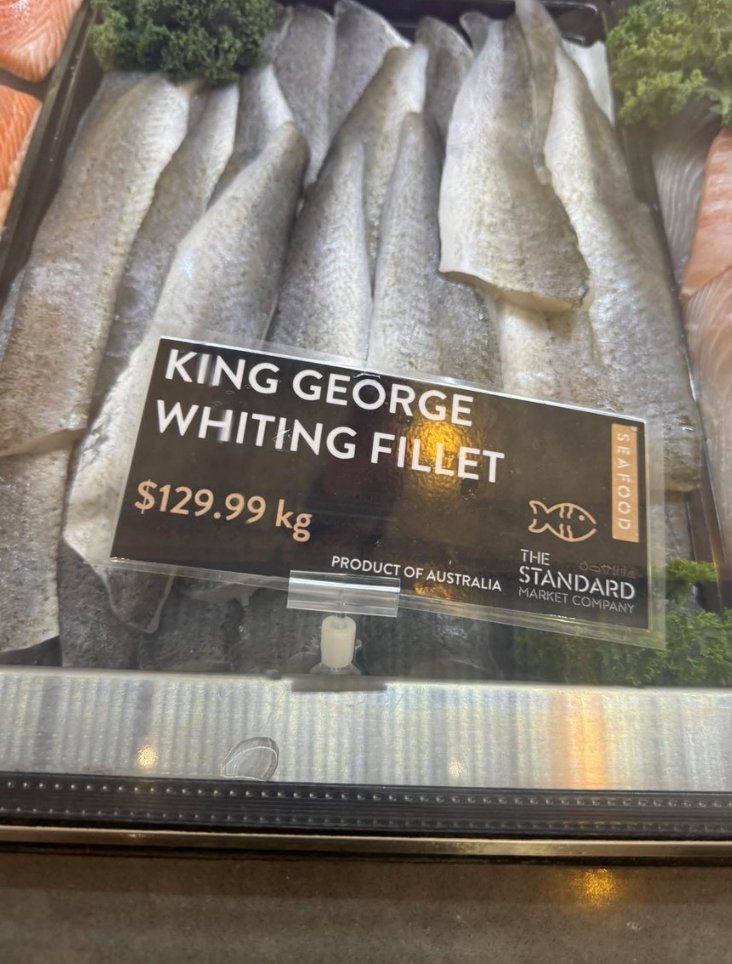 KING GEORGE
WHITING FILLET
$129.99 kg
SEAFOOD
PRODUCT OF AUSTRALIA
THE
STANDARD
MARKET COMPANY